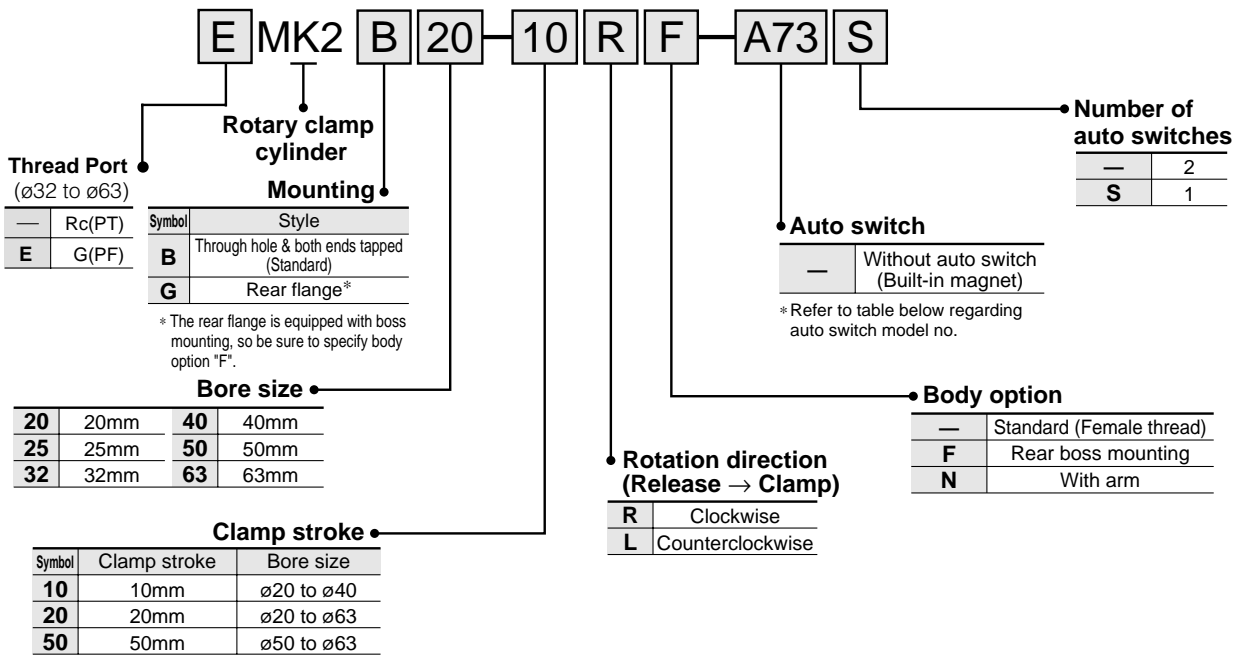 E MK2 B 20-10 R F-A73 S
Rotary clamp
cylinder
Thread Port
(ø32 to ø63)
— Rc(PT)
E G(PF)
Mounting
Symbol Style
B Through hole & both ends tapped
(Standard)
G Rear flange*
* The rear flange is equipped with boss
mounting, so be sure to specify body
option "F".
Bore size
20 20mm 40 40mm
25 25mm 50 50mm
32 32mm 63 63mm
Clamp stroke
Symbol Clamp stroke Bore size
10 10mm ø20 to ø40
20 20mm ø20 to ø63
50 50mm ø50 to ø63
Rotation direction
(Release → Clamp)
R Clockwise
L Counterclockwise
Body option
— Standard (Female thread)
F Rear boss mounting
N With arm
Auto switch
— Without auto switch
(Built-in magnet)
* Refer to table below regarding
auto switch model no.
Number of
auto switches
— 2
S 1